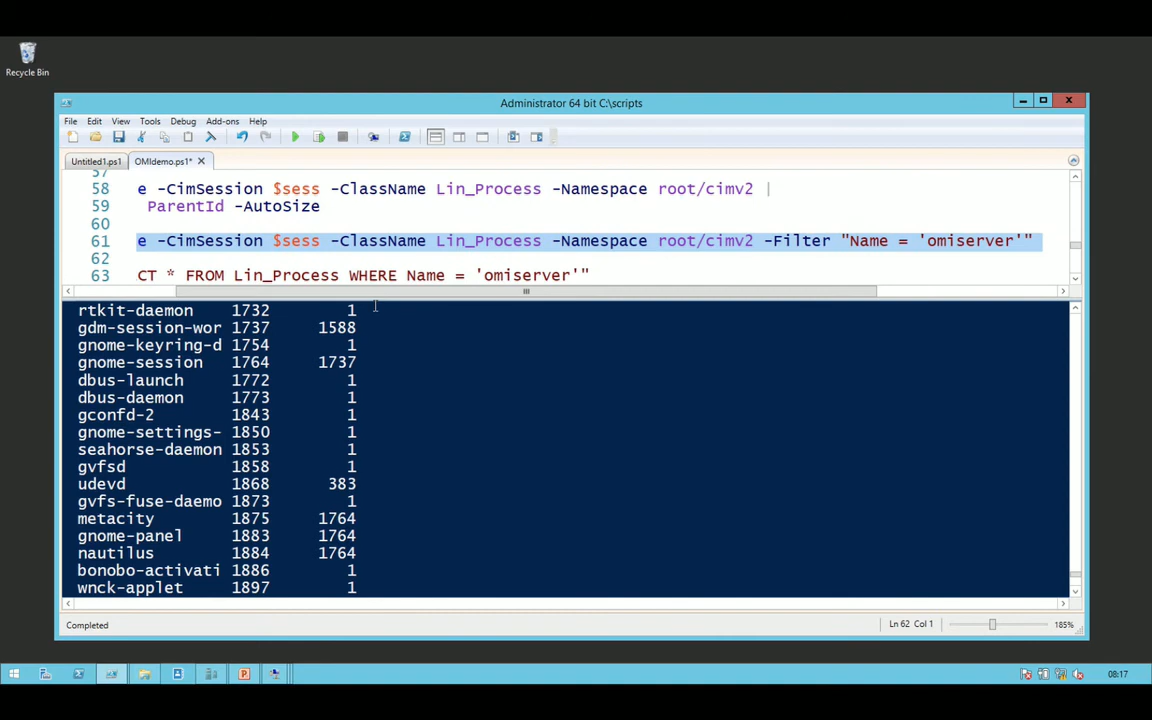 Recycle Bin
Administrator 64 bit C:\scripts
File Edit View Tools Debug Add-ons Help
Untitled1.ps1 OMIdemo.ps1*
57
58 e -CimSession $sess -ClassName Lin_Process -Namespace root/cimv2 |
59 ParentId -AutoSize
60
61 e -CimSession $sess -ClassName Lin_Process -Namespace root/cimv2 -Filter "Name = 'omiserver'"
62
63 CT * FROM Lin_Process WHERE Name = 'omiserver'"
rtkit-daemon 1732 1
gdm-session-wor 1737 1588
gnome-keyring-d 1754 1
gnome-session 1764 1737
dbus-launch 1772 1
dbus-daemon 1773 1
gconfd-2 1843 1
gnome-settings- 1850 1
seahorse-daemon 1853 1
gvfsd 1858 1
udevd 1868 383
gvfs-fuse-daemo 1873 1
metacity 1875 1764
gnome-panel 1883 1764
nautilus 1884 1764
bonobo-activati 1886 1
wnck-applet 1897 1
Completed Ln 62 Col 1 185%
08:17